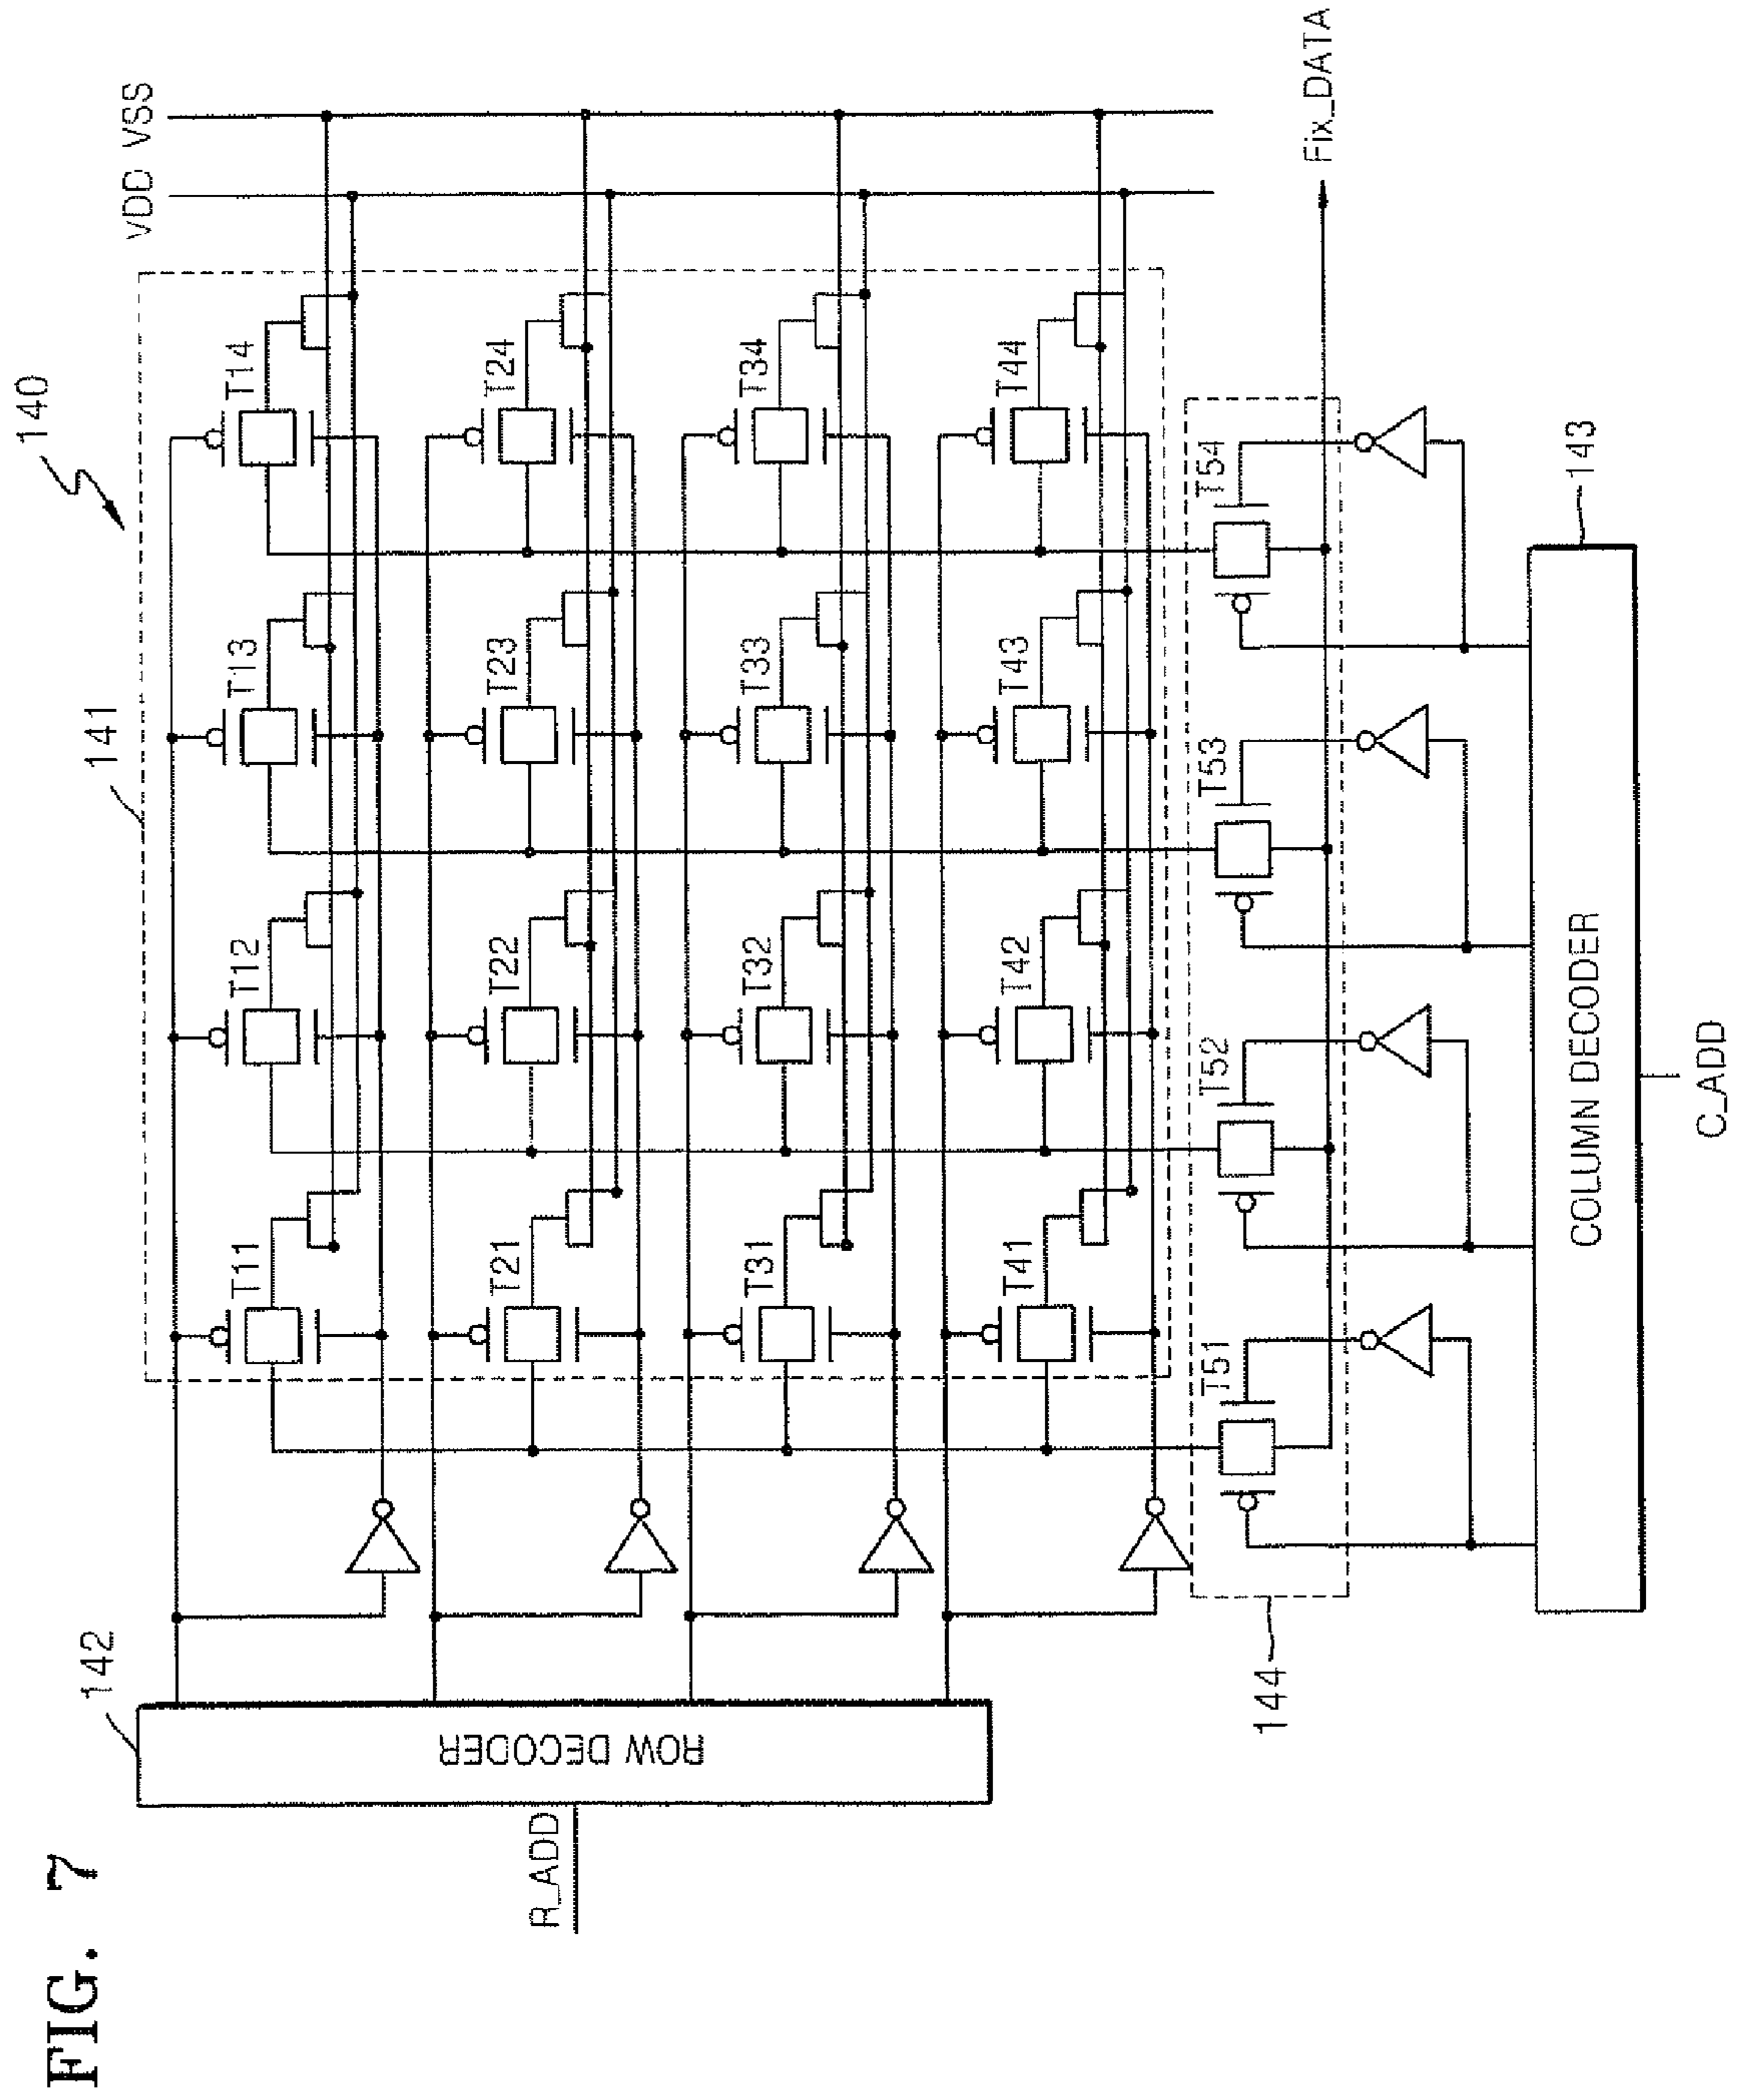 FIG. 7
140
VDD VSS
141
142
T11 T12 T13 T14
T21 T22 T23 T24
T31 T32 T33 T34
T41 T42 T43 T44
R_ADD
ROW DECODER
T51 T52 T53 T54
Fix_DATA
144
143
COLUMN DECODER
C_ADD